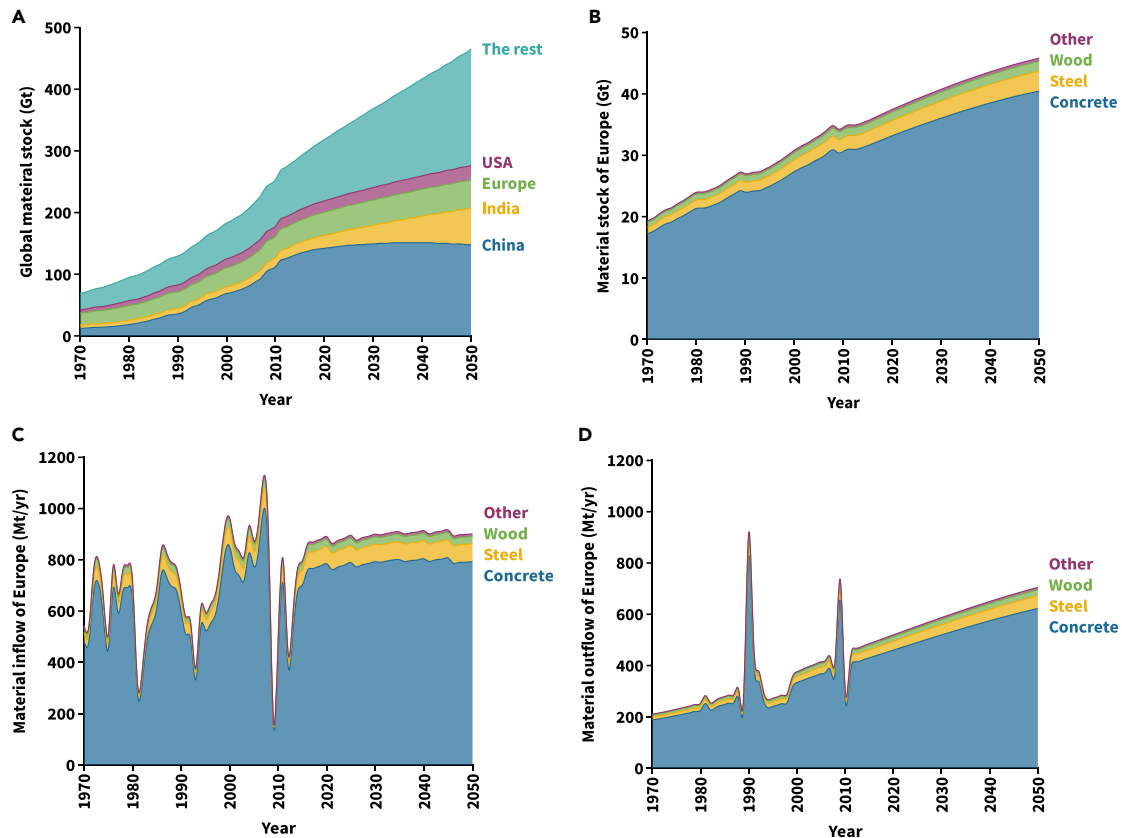 A
Global mateiral stock (Gt)
500
400
300
200
100
0
1970
1980
1990
2000
2010
2020
2030
2040
2050
Year
The rest
USA
Europe
India
China
B
Material stock of Europe (Gt)
50
40
30
20
10
0
1970
1980
1990
2000
2010
2020
2030
2040
2050
Year
Other
Wood
Steel
Concrete
C
Material inflow of Europe (Mt/yr)
1200
1000
800
600
400
200
0
1970
1980
1990
2000
2010
2020
2030
2040
2050
Year
Other
Wood
Steel
Concrete
D
Material outflow of Europe (Mt/yr)
1200
1000
800
600
400
200
0
1970
1980
1990
2000
2010
2020
2030
2040
2050
Year
Other
Wood
Steel
Concrete